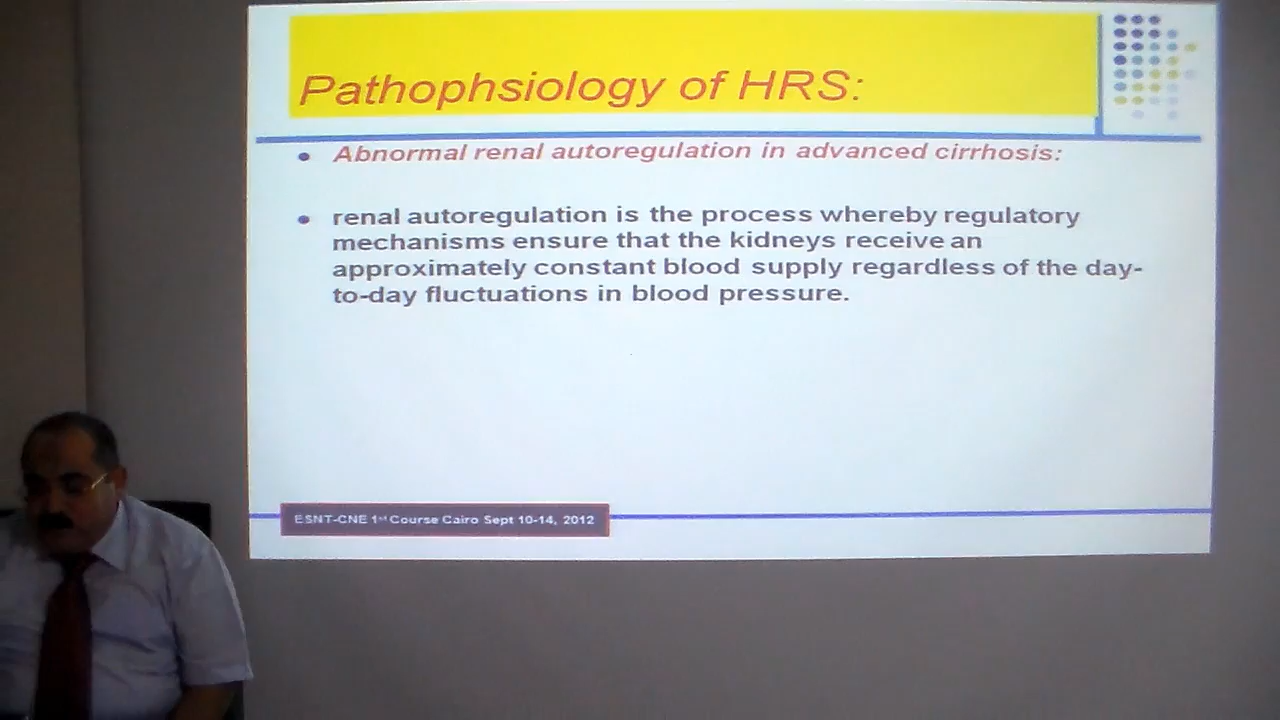 Pathophsiology of HRS:
Abnormal renal autoregulation in advanced cirrhosis:
renal autoregulation is the process whereby regulatory
mechanisms ensure that the kidneys receive an
approximately constant blood supply regardless of the day-
to-day fluctuations in blood pressure.
ESNT-CNE 1st Course Cairo Sept 10-14, 2012